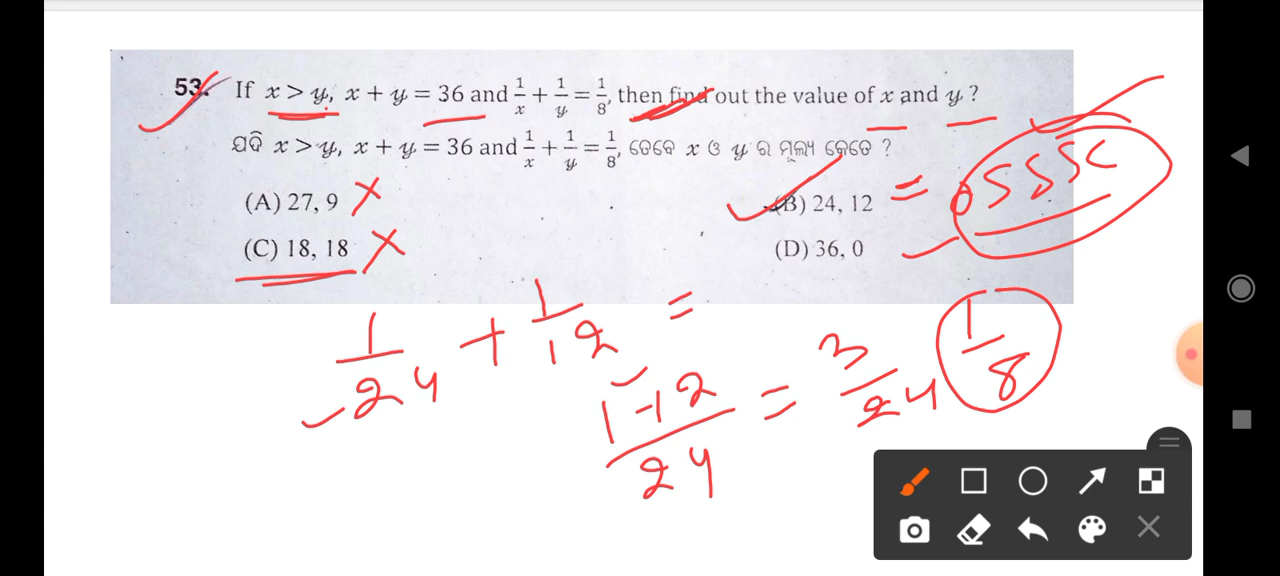 53. If x > y, x + y = 36 and 1/x + 1/y = 1/8, then find out the value of x and y ?
ଯଦି x > y, x + y = 36 and 1/x + 1/y = 1/8, ତେବେ x ଓ y ର ମୂଲ୍ୟ କେତେ ?
(A) 27, 9
(B) 24, 12 = OSSSC
(C) 18, 18
(D) 36, 0
1/24 + 1/12 =
1+2/24 = 3/24 1/8